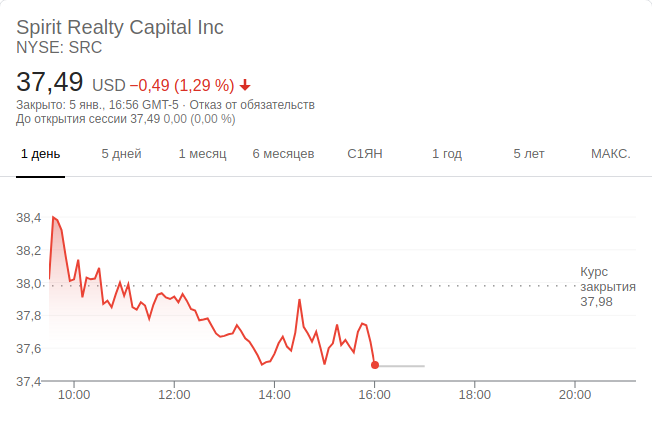 Spirit Realty Capital Inc
NYSE: SRC
37,49 USD −0,49 (1,29 %)
Закрыто: 5 янв., 16:56 GMT-5 · Отказ от обязательств
До открытия сессии 37,49 0,00 (0,00 %)
1 день 5 дней 1 месяц 6 месяцев С1ЯН 1 год 5 лет МАКС.
38,4
38,2
38,0
37,8
37,6
37,4
Курс
закрытия
37,98
10:00 12:00 14:00 16:00 18:00 20:00